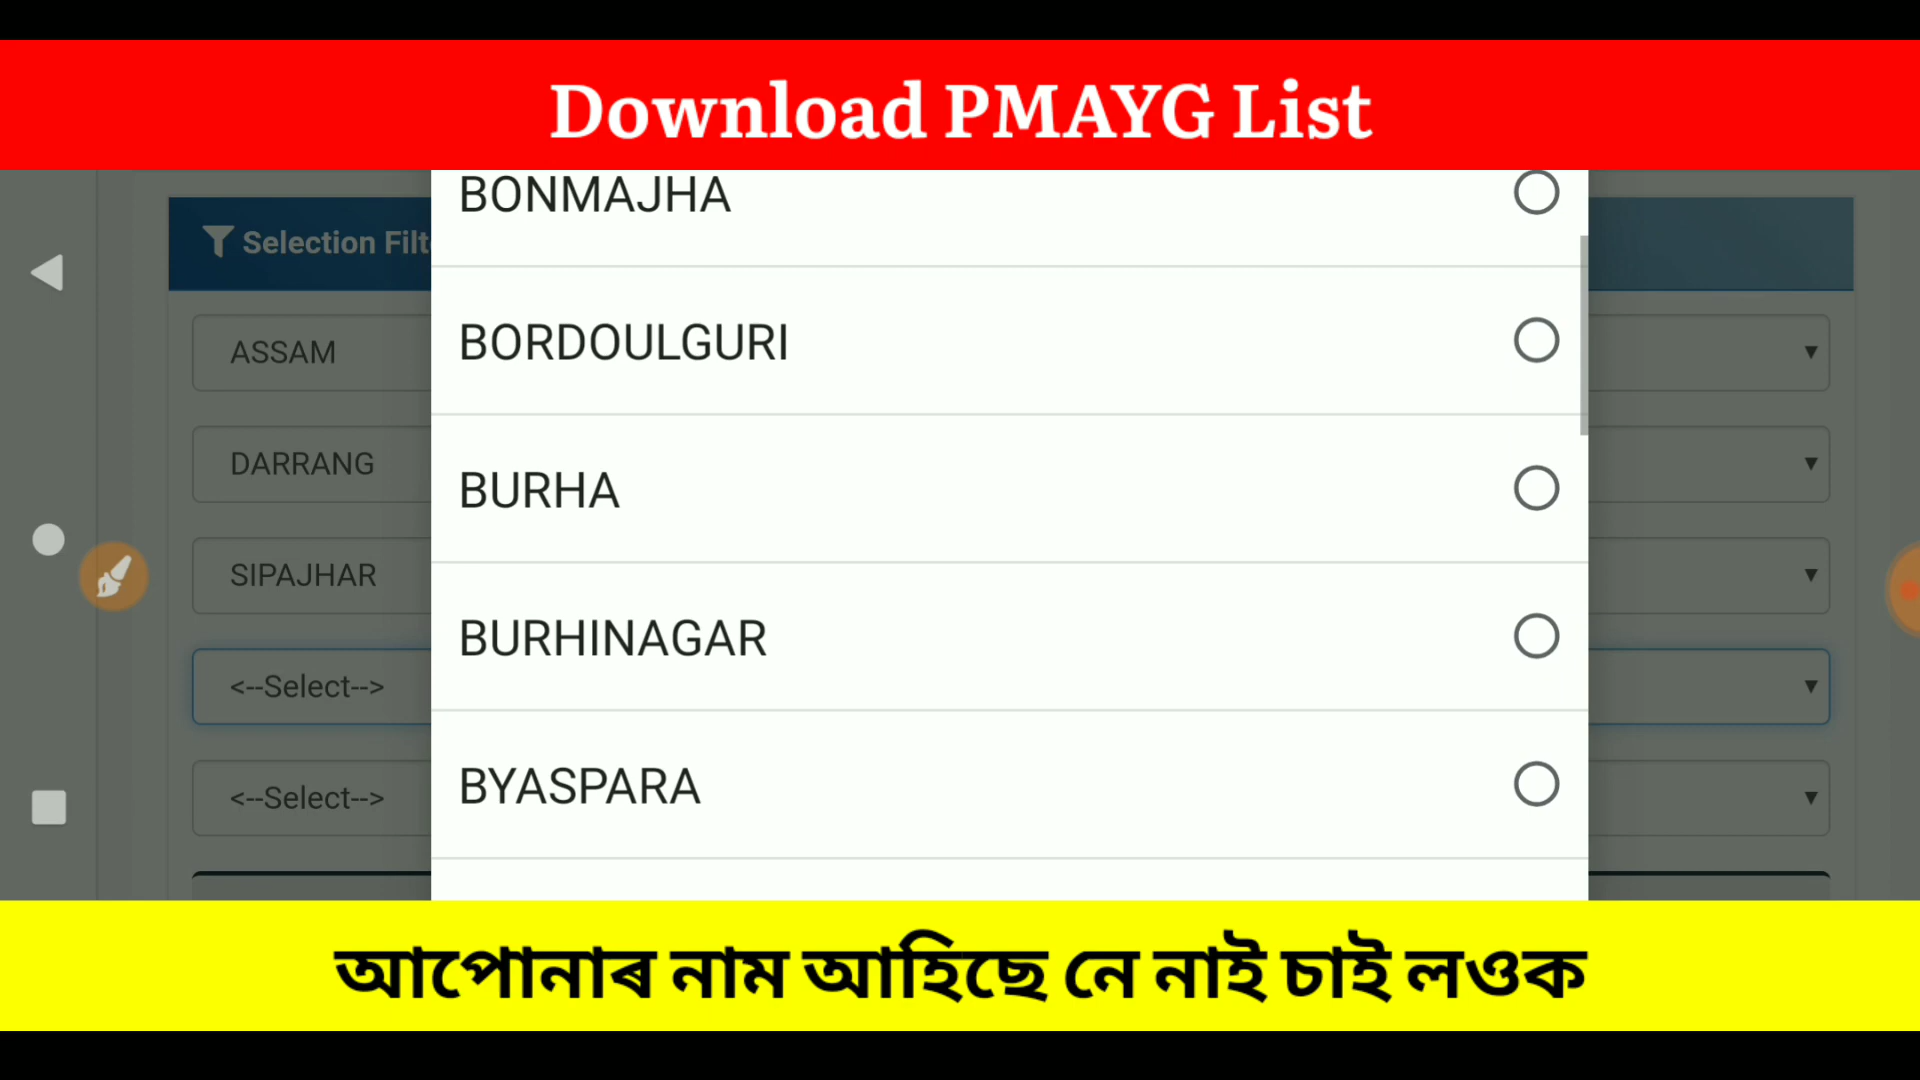 Download PMAYG List
BONMAJHA
Selection Filt
ASSAM
BORDOULGURI
DARRANG
BURHA
SIPAJHAR
BURHINAGAR
<--Select-->
BYASPARA
<--Select-->
আপোনাৰ নাম আহিছে নে নাই চাই লওক